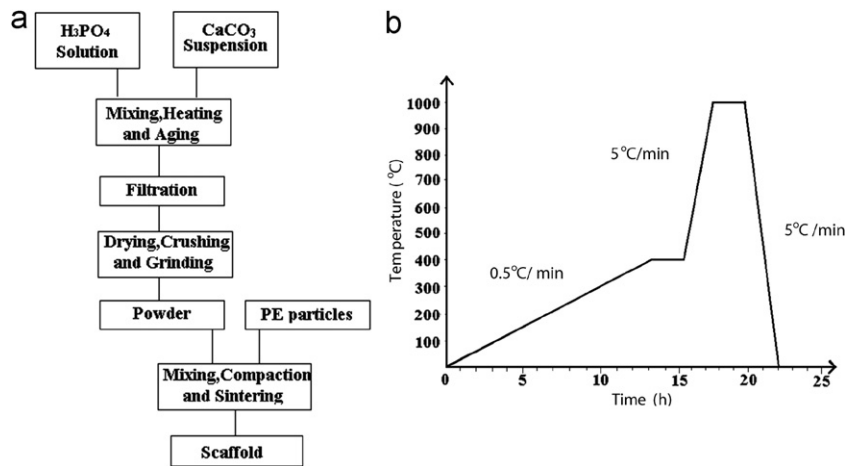 a
H₃PO₄
Solution
CaCO₃
Suspension
Mixing,Heating
and Aging
Filtration
Drying,Crushing
and Grinding
Powder
PE particles
Mixing,Compaction
and Sintering
Scaffold
b
Temperature (°C)
1000
900
800
700
600
500
400
300
200
100
0
5
10
15
20
25
Time (h)
0.5°C/ min
5°C/min
5°C /min